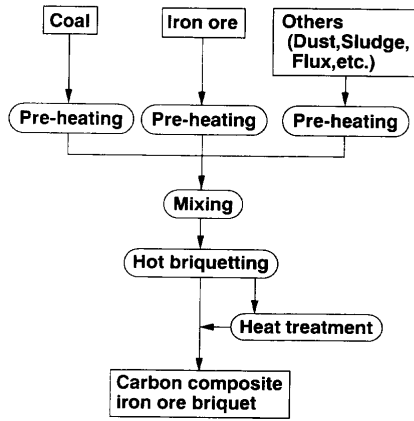 Coal
Iron ore
Others
(Dust,Sludge,
Flux,etc.)
Pre-heating
Pre-heating
Pre-heating
Mixing
Hot briquetting
Heat treatment
Carbon composite
iron ore briquet